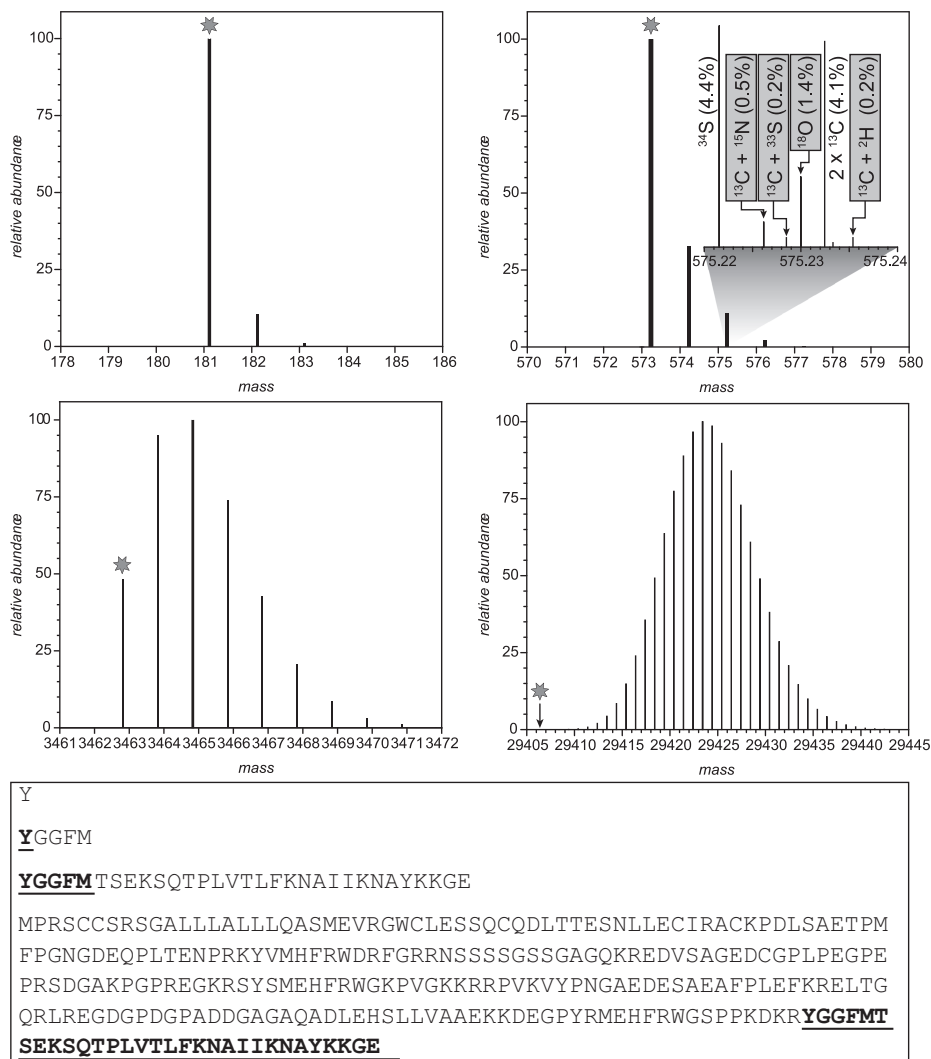 100
75
50
25
0
relative abundance
178 179 180 181 182 183 184 185 186
mass
100
75
50
25
0
relative abundance
34S (4.4%)
13C + 15N (0.5%)
13C + 33S (0.2%)
18O (1.4%)
2 x 13C (4.1%)
13C + 2H (0.2%)
575.22 575.23 575.24
570 571 572 573 574 575 576 577 578 579 580
mass
100
75
50
25
0
relative abundance
3461 3462 3463 3464 3465 3466 3467 3468 3469 3470 3471 3472
mass
100
75
50
25
0
relative abundance
29405 29410 29415 29420 29425 29430 29435 29440 29445
mass
Y
YGGFM
YGGFMTSEKSQTPLVTLFKNAIIKNAYKKGE
MPRSCCSRSGALLLALLLQASMEVRGWCLESSQCQDLTTESNLLECIRACKPDLSAETPM
FPGNGDEQPLTENPRKYVMHFRWDRFGRRNSSSSGSSGAGQKREDVSAGEDCGPLPEGPE
PRSDGAKPGPREGKRSYSMEHFRWGKPVGKKRRPVKVYPNGAEDESAEAFPLEFKRELTG
QRLREGDGPDGPADDGAGAQADLEHSLLVAAEKKDEGPYRMEHFRWGSPPKDKRYGGFMT
SEKSQTPLVTLFKNAIIKNAYKKGE